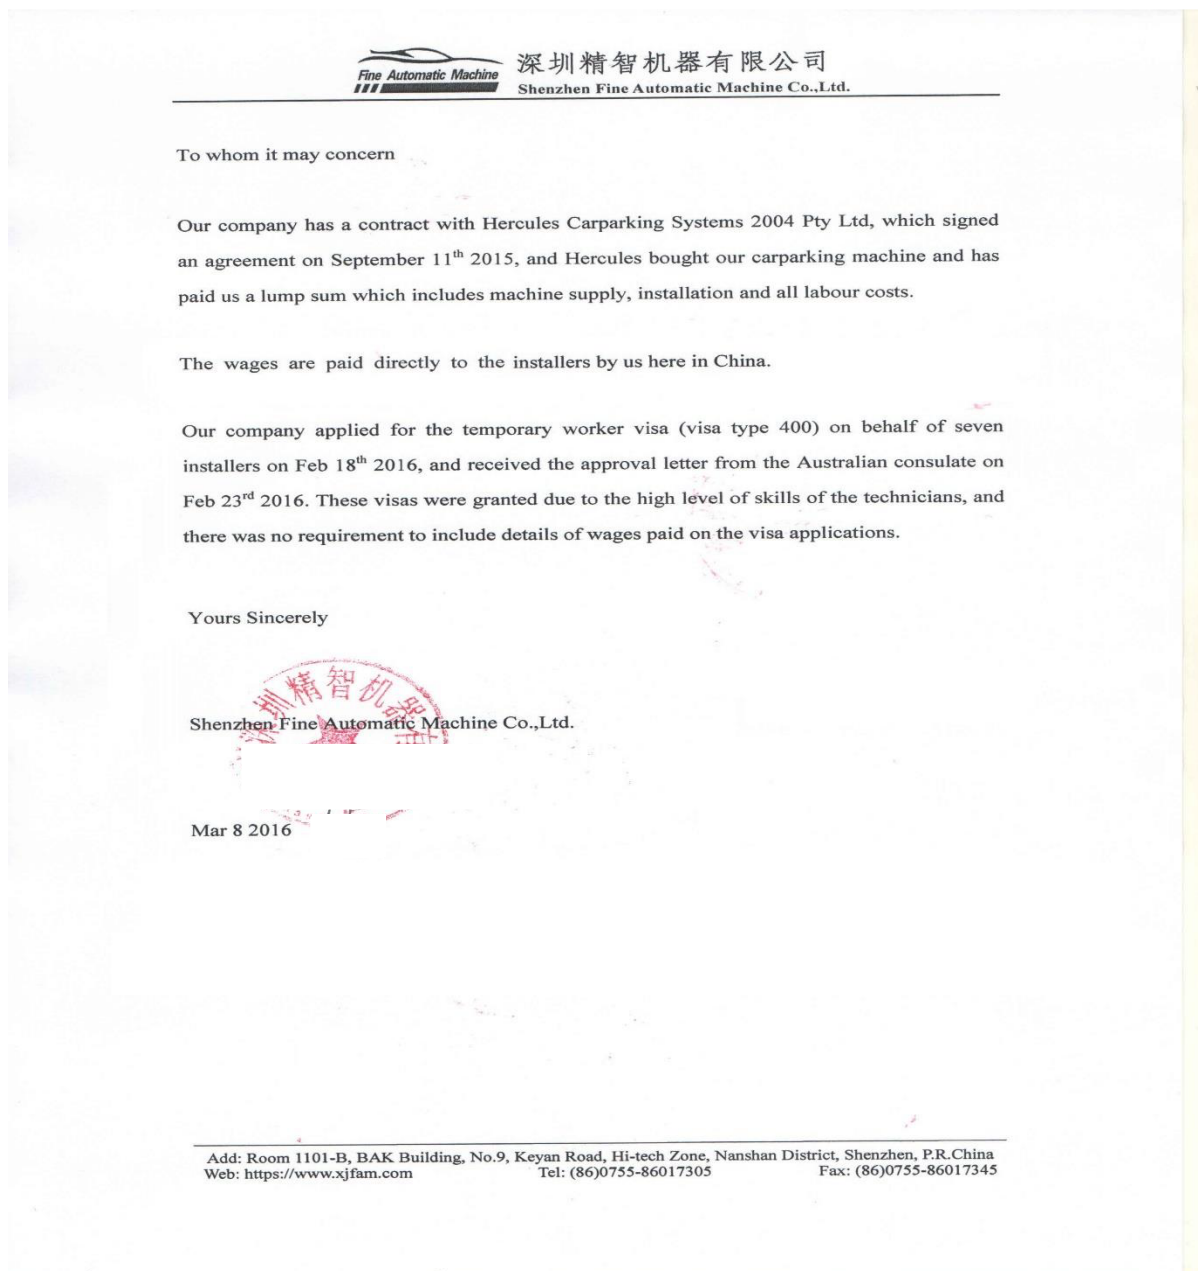 Fine Automatic Machine
深圳精智机器有限公司
Shenzhen Fine Automatic Machine Co.,Ltd.
To whom it may concern
Our company has a contract with Hercules Carparking Systems 2004 Pty Ltd, which signed
an agreement on September 11th 2015, and Hercules bought our carparking machine and has
paid us a lump sum which includes machine supply, installation and all labour costs.
The wages are paid directly to the installers by us here in China.
Our company applied for the temporary worker visa (visa type 400) on behalf of seven
installers on Feb 18th 2016, and received the approval letter from the Australian consulate on
Feb 23rd 2016. These visas were granted due to the high level of skills of the technicians, and
there was no requirement to include details of wages paid on the visa applications.
Yours Sincerely
深圳精智机器有
Shenzhen Fine Automatic Machine Co.,Ltd.
Mar 8 2016
Add: Room 1101-B, BAK Building, No.9, Keyan Road, Hi-tech Zone, Nanshan District, Shenzhen, P.R.China
Web: https://www.xjfam.com Tel: (86)0755-86017305 Fax: (86)0755-86017345